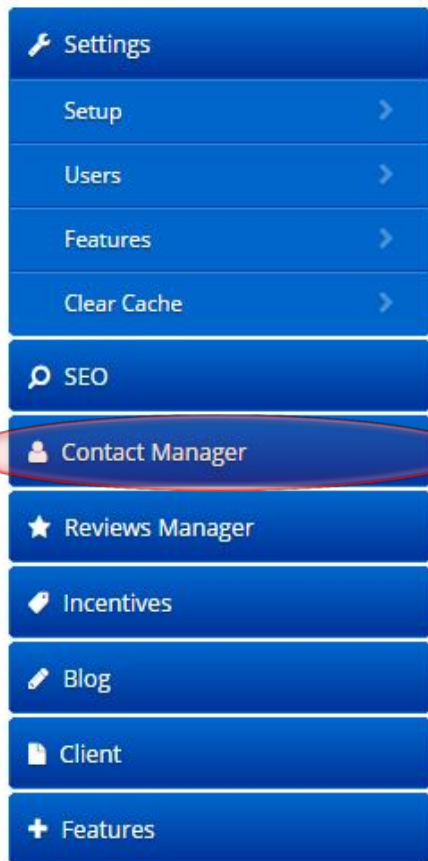 Settings
Setup
Users
Features
Clear Cache
SEO
Contact Manager
Reviews Manager
Incentives
Blog
Client
Features